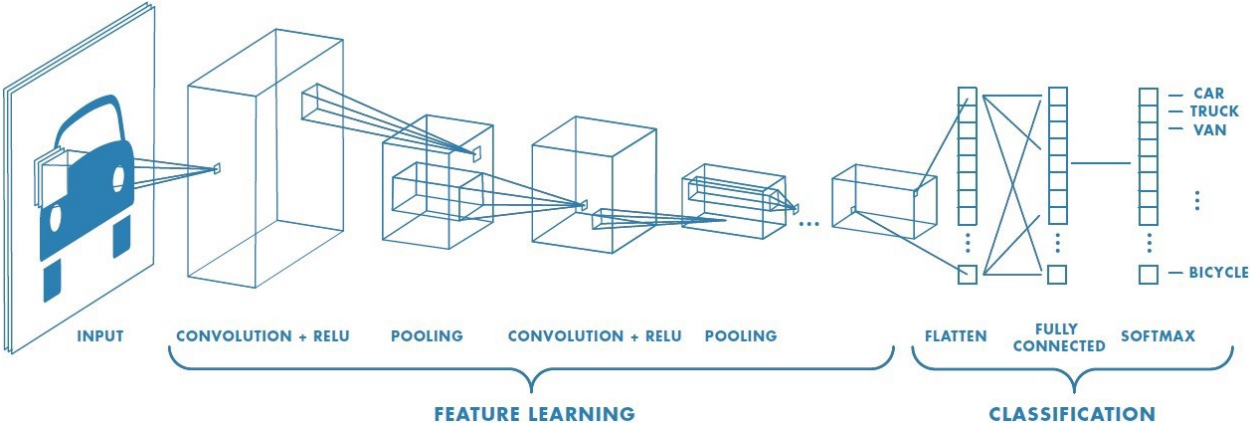 CAR
TRUCK
VAN
BICYCLE
INPUT
CONVOLUTION + RELU
POOLING
CONVOLUTION + RELU
POOLING
FLATTEN
FULLY
CONNECTED
SOFTMAX
FEATURE LEARNING
CLASSIFICATION